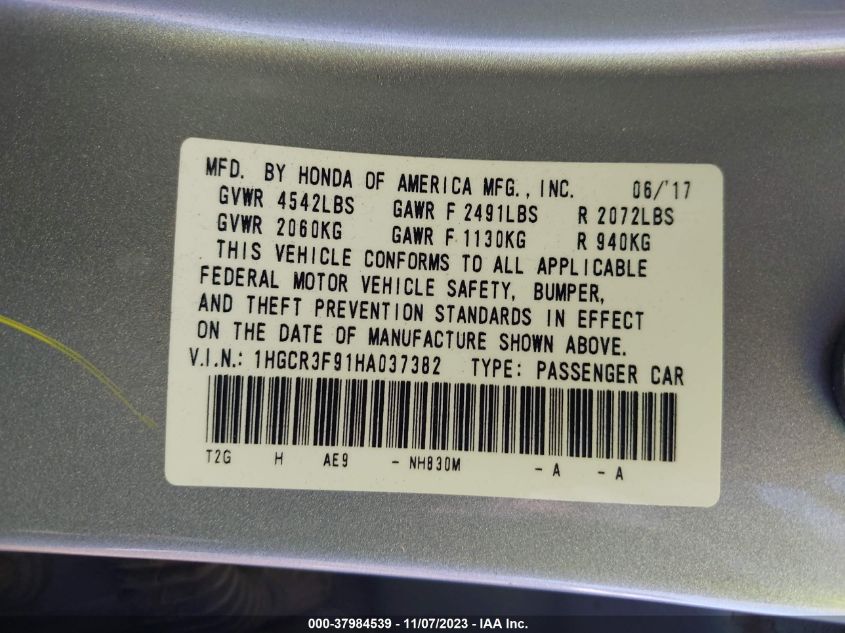 MFD. BY HONDA OF AMERICA MFG., INC. 06/'17
GVWR 4542LBS GAWR F 2491LBS R 2072LBS
GVWR 2060KG GAWR F 1130KG R 940KG
THIS VEHICLE CONFORMS TO ALL APPLICABLE
FEDERAL MOTOR VEHICLE SAFETY, BUMPER,
AND THEFT PREVENTION STANDARDS IN EFFECT
ON THE DATE OF MANUFACTURE SHOWN ABOVE.
V.I.N.: 1HGCR3F91HA037382 TYPE: PASSENGER CAR
T2G H AE9 - NH830M - A - A
000-37984539 - 11/07/2023 - IAA Inc.